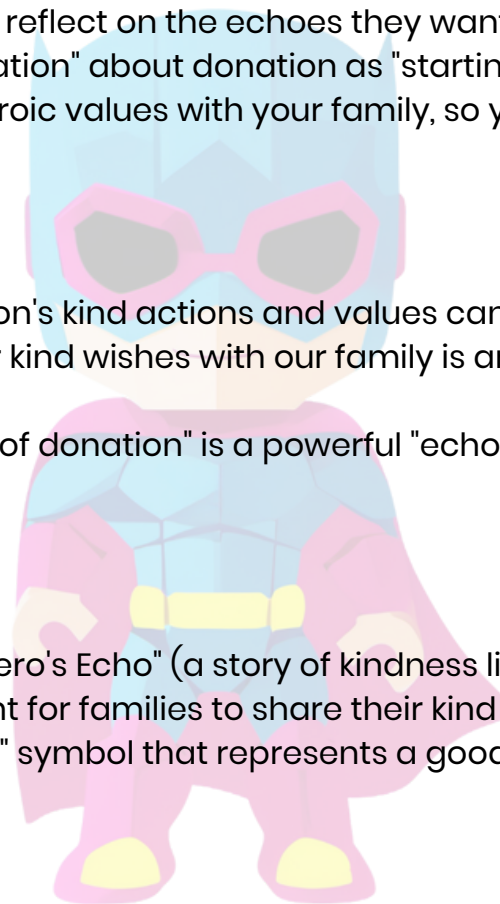 reflect on the echoes they want
ation" about donation as "startin
roic values with your family, so y
on's kind actions and values can
kind wishes with our family is an
of donation" is a powerful "echo
ero's Echo" (a story of kindness li
nt for families to share their kind
" symbol that represents a good